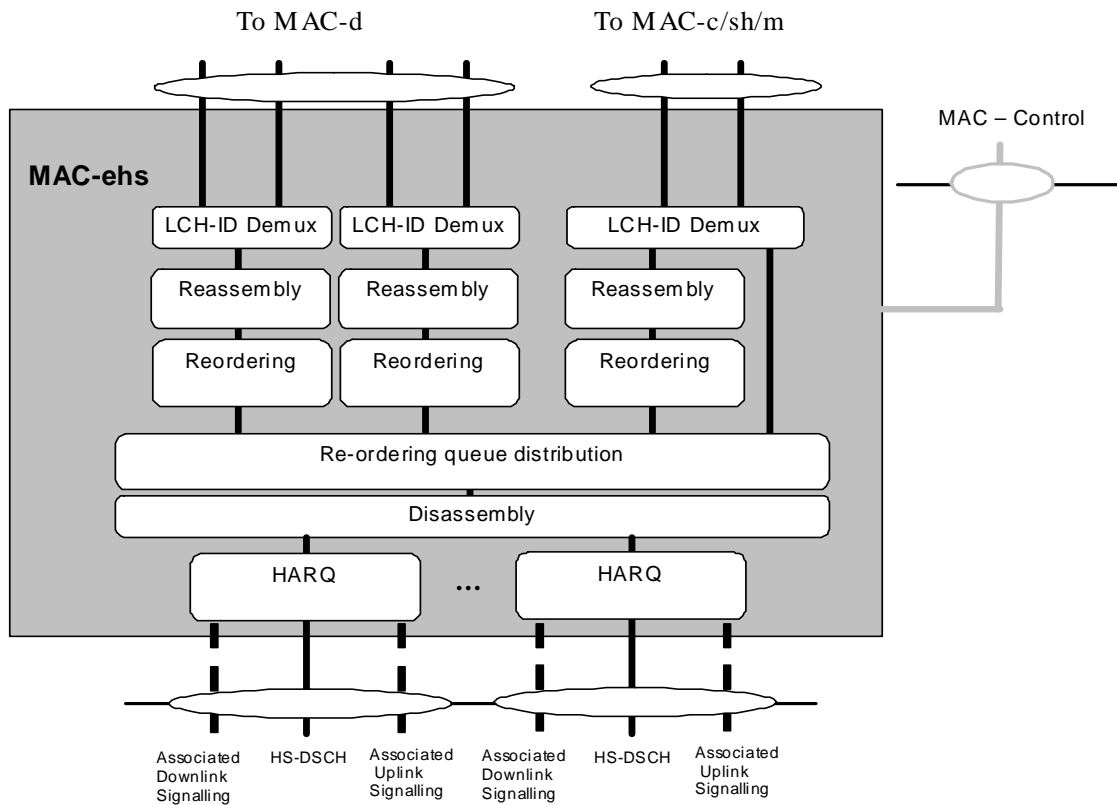 To MAC-d
To MAC-c/sh/m
MAC – Control
MAC-ehs
LCH-ID Demux
LCH-ID Demux
LCH-ID Demux
Reassembly
Reassembly
Reassembly
Reordering
Reordering
Reordering
Re-ordering queue distribution
Disassembly
HARQ
...
HARQ
Associated
Downlink
Signalling
HS-DSCH
Associated
Uplink
Signalling
Associated
Downlink
Signalling
HS-DSCH
Associated
Uplink
Signalling